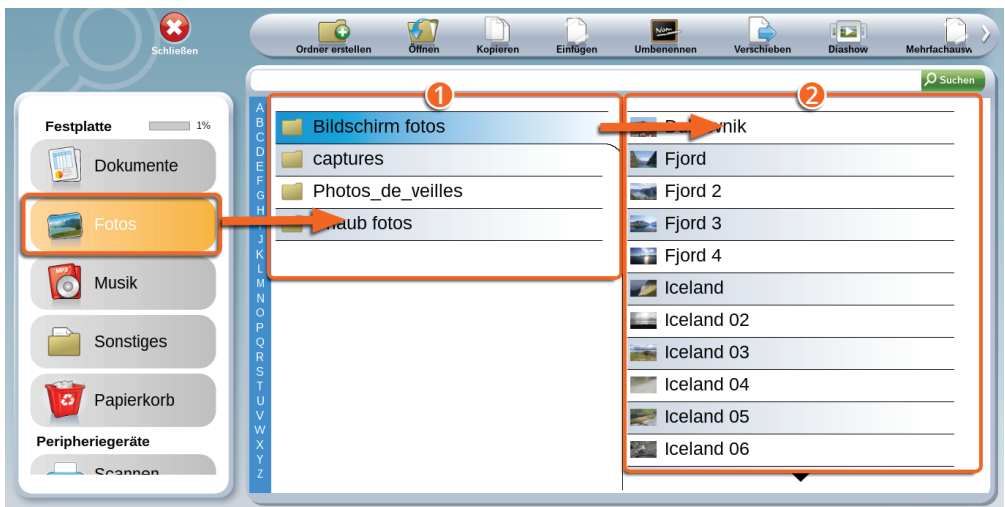 Schließen
Ordner erstellen
Öffnen
Kopieren
Einfügen
Umbenennen
Verschieben
Diashow
Mehrfachausw
Suchen
Festplatte 1%
Dokumente
Fotos
Musik
Sonstiges
Papierkorb
Peripheriegeräte
Scannen
A
B
C
D
E
F
G
H
J
K
L
M
N
O
P
Q
R
S
T
U
V
W
X
Y
Z
1
Bildschirm fotos
captures
Photos_de_veilles
fotos
2
Fjord
Fjord 2
Fjord 3
Fjord 4
Iceland
Iceland 02
Iceland 03
Iceland 04
Iceland 05
Iceland 06